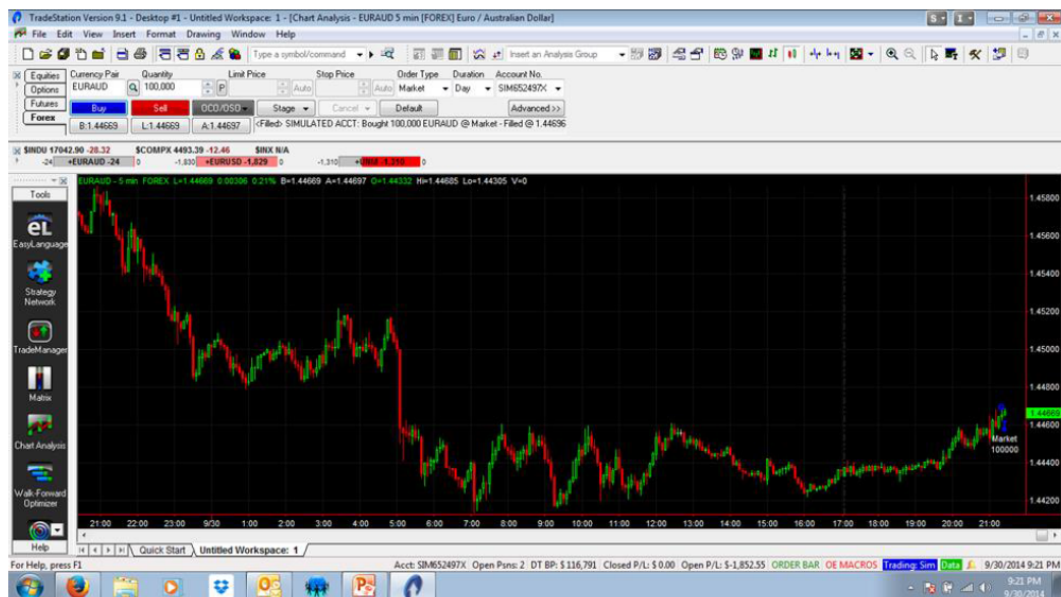 TradeStation Version 9.1 - Desktop #1 - Untitled Workspace: 1 - [Chart Analysis - EURAUD 5 min [FOREX] Euro / Australian Dollar]
File Edit View Insert Format Drawing Window Help
Type a symbol/command Insert an Analysis Group
Equities Currency Pair Quantity Limit Price Stop Price Order Type Duration Account No.
Options EURAUD 100,000 P Auto Auto Market Day SIM652497X
Futures Buy Sell OCO/OSO Stage Cancel Default Advanced >>
Forex B:1.44669 L:1.44669 A:1.44697 <Filled> SIMULATED ACCT: Bought 100,000 EURAUD @ Market - Filled @ 1.44696
$INDU 17042.90 -28.32 $COMPX 4493.39 -12.46 $INX N/A
-24 +EURAUD -24 0 -1,830 +EURUSD -1,829 0 -1,310 0
Tools
EURAUD - 5 min FOREX L=1.44669 0.00306 0.21% B=1.44669 A=1.44697 O=1.44332 Hi=1.44685 Lo=1.44305 V=0
1.45800
EasyLanguage
1.45600
Strategy Network
1.45400
1.45200
TradeManager
1.45000
Matrix
1.44800
1.44669
1.44600
Chart Analysis
Market
100000
1.44400
Walk-Forward Optimizer
1.44200
21:00 22:00 23:00 9/30 1:00 2:00 3:00 4:00 5:00 6:00 7:00 8:00 9:00 10:00 11:00 12:00 13:00 14:00 15:00 16:00 17:00 18:00 19:00 20:00 21:00
Help Quick Start Untitled Workspace: 1
For Help, press F1 Acct: SIM652497X Open Psns: 2 DT BP: $116,791 Closed P/L: $0.00 Open P/L: $-1,852.55 ORDER BAR OE MACROS Trading: Sim Data 9/30/2014 9:21 PM
9:21 PM
9/30/2014